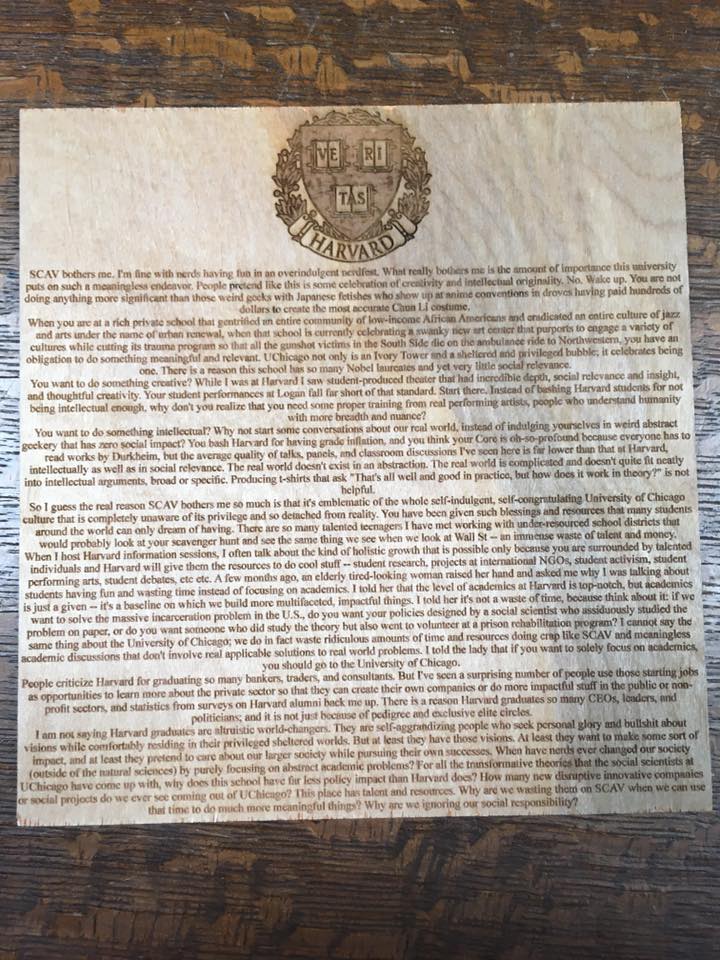 VE RI
TAS
HARVARD
SCAV bothers me. I'm fine with nerds having fun in an overindulgent nerdfest. What really bothers me is the amount of importance this university
puts on such a meaningless endeavor. People pretend like this is some celebration of creativity and intellectual originality. No. Wake up. You are not
doing anything more significant than those weird geeks with Japanese fetishes who show up at anime conventions in droves having paid hundreds of
dollars to create the most accurate Chun Li costume.
When you are at a rich private school that gentrified an entire community of low-income African Americans and eradicated an entire culture of jazz
and arts under the name of urban renewal, when that school is currently celebrating a swanky new art center that purports to engage a variety of
cultures while cutting its trauma program so that all the gunshot victims in the South Side die on the ambulance ride to Northwestern, you have an
obligation to do something meaningful and relevant. UChicago not only is an Ivory Tower and a sheltered and privileged bubble; it celebrates being
one. There is a reason this school has so many Nobel laureates and yet very little social relevance.
You want to do something creative? While I was at Harvard I saw student-produced theater that had incredible depth, social relevance and insight,
and thoughtful creativity. Your student performances at Logan fall far short of that standard. Start there. Instead of bashing Harvard students for not
being intellectual enough, why don't you realize that you need some proper training from real performing artists, people who understand humanity
with more breadth and nuance?
You want to do something intellectual? Why not start some conversations about our real world, instead of indulging yourselves in weird abstract
geekery that has zero social impact? You bash Harvard for having grade inflation, and you think your Core is oh-so-profound because everyone has to
read works by Durkheim, but the average quality of talks, panels, and classroom discussions I've seen here is far lower than that at Harvard,
intellectually as well as in social relevance. The real world doesn't exist in an abstraction. The real world is complicated and doesn't quite fit neatly
into intellectual arguments, broad or specific. Producing t-shirts that ask "That's all well and good in practice, but how does it work in theory?" is not
helpful.
So I guess the real reason SCAV bothers me so much is that it's emblematic of the whole self-indulgent, self-congratulating University of Chicago
culture that is completely unaware of its privilege and so detached from reality. You have been given such blessings and resources that many students
around the world can only dream of having. There are so many talented teenagers I have met working with under-resourced school districts that
would probably look at your scavenger hunt and see the same thing we see when we look at Wall St -- an immense waste of talent and money.
When I host Harvard information sessions, I often talk about the kind of holistic growth that is possible only because you are surrounded by talented
individuals and Harvard will give them the resources to do cool stuff -- student research, projects at international NGOs, student activism, student
performing arts, student debates, etc etc. A few months ago, an elderly tired-looking woman raised her hand and asked me why I was talking about
students having fun and wasting time instead of focusing on academics. I told her that the level of academics at Harvard is top-notch, but academics
is just a given -- it's a baseline on which we build more multifaceted, impactful things. I told her it's not a waste of time, because think about it: if we
want to solve the massive incarceration problem in the U.S., do you want your policies designed by a social scientist who assiduously studied the
problem on paper, or do you want someone who did study the theory but also went to volunteer at a prison rehabilitation program? I cannot say the
same thing about the University of Chicago; we do in fact waste ridiculous amounts of time and resources doing crap like SCAV and meaningless
academic discussions that don't involve real applicable solutions to real world problems. I told the lady that if you want to solely focus on academics,
you should go to the University of Chicago.
People criticize Harvard for graduating so many bankers, traders, and consultants. But I've seen a surprising number of people use those starting jobs
as opportunities to learn more about the private sector so that they can create their own companies or do more impactful stuff in the public or non-
profit sectors, and statistics from surveys on Harvard alumni back me up. There is a reason Harvard graduates so many CEOs, leaders, and
politicians; and it is not just because of pedigree and exclusive elite circles.
I am not saying Harvard graduates are altruistic world-changers. They are self-aggrandizing people who seek personal glory and bullshit about
visions while comfortably residing in their privileged sheltered worlds. But at least they have those visions. At least they want to make some sort of
impact, and at least they pretend to care about our larger society while pursuing their own successes. When have nerds ever changed our society
(outside of the natural sciences) by purely focusing on abstract academic problems? For all the transformative theories that the social scientists at
UChicago have come up with, why does this school have far less policy impact than Harvard does? How many new disruptive innovative companies
or social projects do we ever see coming out of UChicago? This place has talent and resources. Why are we wasting them on SCAV when we can use
that time to do much more meaningful things? Why are we ignoring our social responsibility?